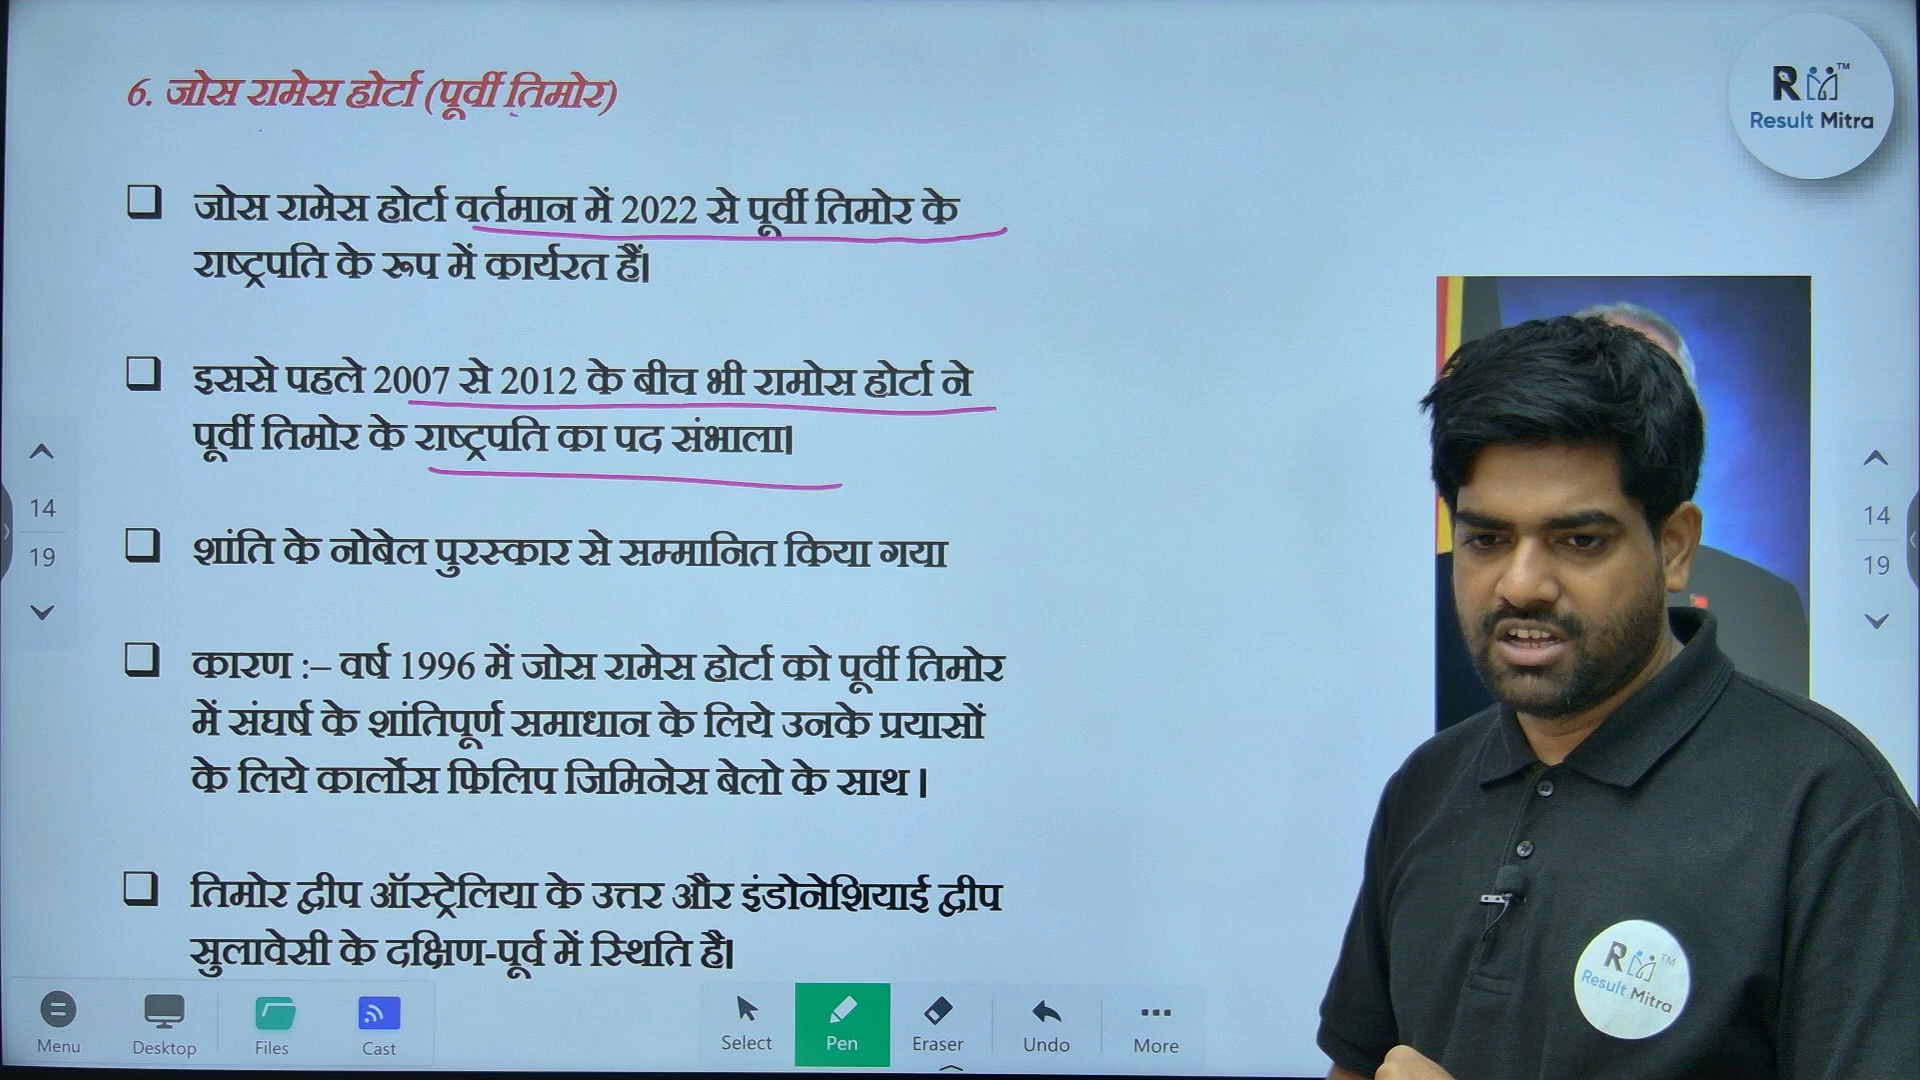 6. जोस रामेस होर्टा (पूर्वी तिमोर)
R TM
Result Mitra
जोस रामेस होर्टा वर्तमान में 2022 से पूर्वी तिमोर के
राष्ट्रपति के रूप में कार्यरत हैं।
इससे पहले 2007 से 2012 के बीच भी रामोस होर्टा ने
पूर्वी तिमोर के राष्ट्रपति का पद संभाला।
शांति के नोबेल पुरस्कार से सम्मानित किया गया
कारण :– वर्ष 1996 में जोस रामेस होर्टा को पूर्वी तिमोर
में संघर्ष के शांतिपूर्ण समाधान के लिये उनके प्रयासों
के लिये कार्लोस फिलिप जिमिनेस बेलो के साथ ।
तिमोर द्वीप ऑस्ट्रेलिया के उत्तर और इंडोनेशियाई द्वीप
सुलावेसी के दक्षिण-पूर्व में स्थिति है।
14
19
14
19
R TM
Result Mitra
Menu
Desktop
Files
Cast
Select
Pen
Eraser
Undo
More